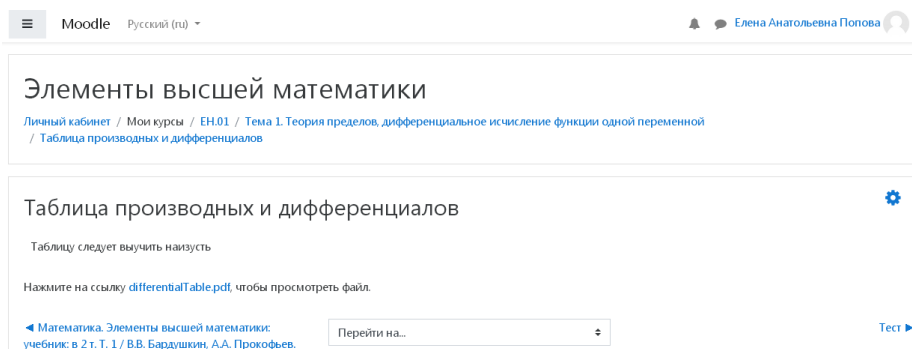 Moodle Русский (ru) Елена Анатольевна Попова
Элементы высшей математики
Личный кабинет / Мои курсы / ЕН.01 / Тема 1. Теория пределов, дифференциальное исчисление функции одной переменной
/ Таблица производных и дифференциалов
Таблица производных и дифференциалов
Таблицу следует выучить наизусть
Нажмите на ссылку differentialTable.pdf, чтобы просмотреть файл.
◀ Математика. Элементы высшей математики:
учебник: в 2 т. Т. 1 / В.В. Бардушкин, А.А. Прокофьев.
Перейти на...
Тест ▶